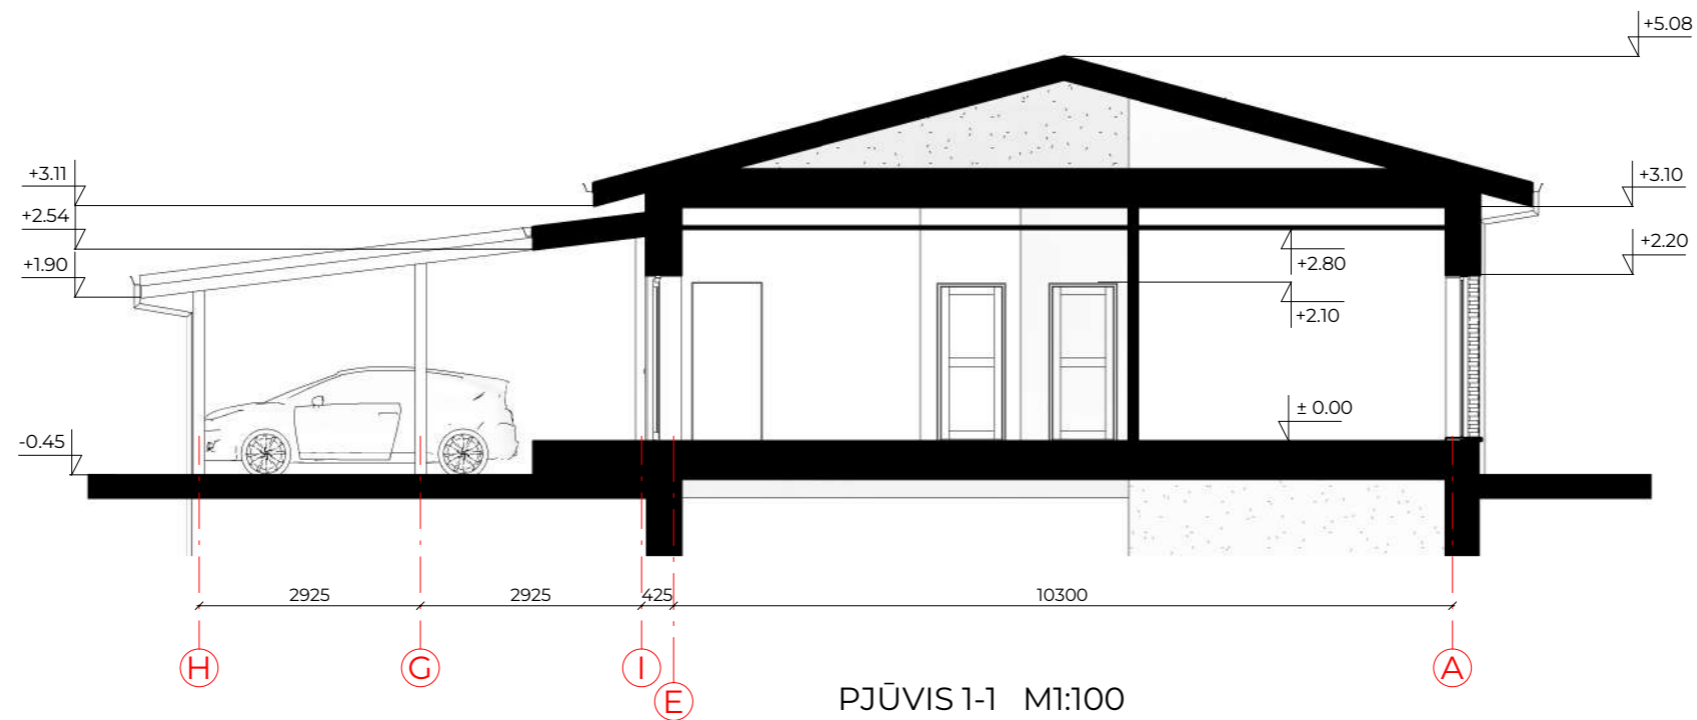 +5.08
+3.11
+3.10
+2.54
+2.20
+1.90
+2.80
+2.10
± 0.00
-0.45
2925 2925 425 10300
H G I A
E
PJŪVIS 1-1 M1:100